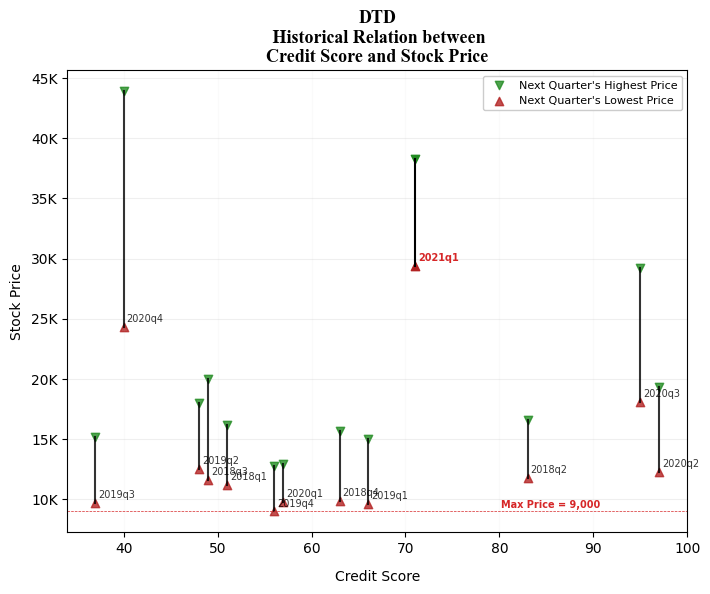 DTD
Historical Relation between
Credit Score and Stock Price
45K
40K
35K
30K
25K
20K
15K
10K
Stock Price
Next Quarter's Highest Price
Next Quarter's Lowest Price
2021q1
2020q4
2020q3
2019q2
2018q3
2018q1
2018q2
2020q2
2019q3
2020q1
2019q4
2018q4
2019q1
Max Price = 9,000
40
50
60
70
80
90
100
Credit Score